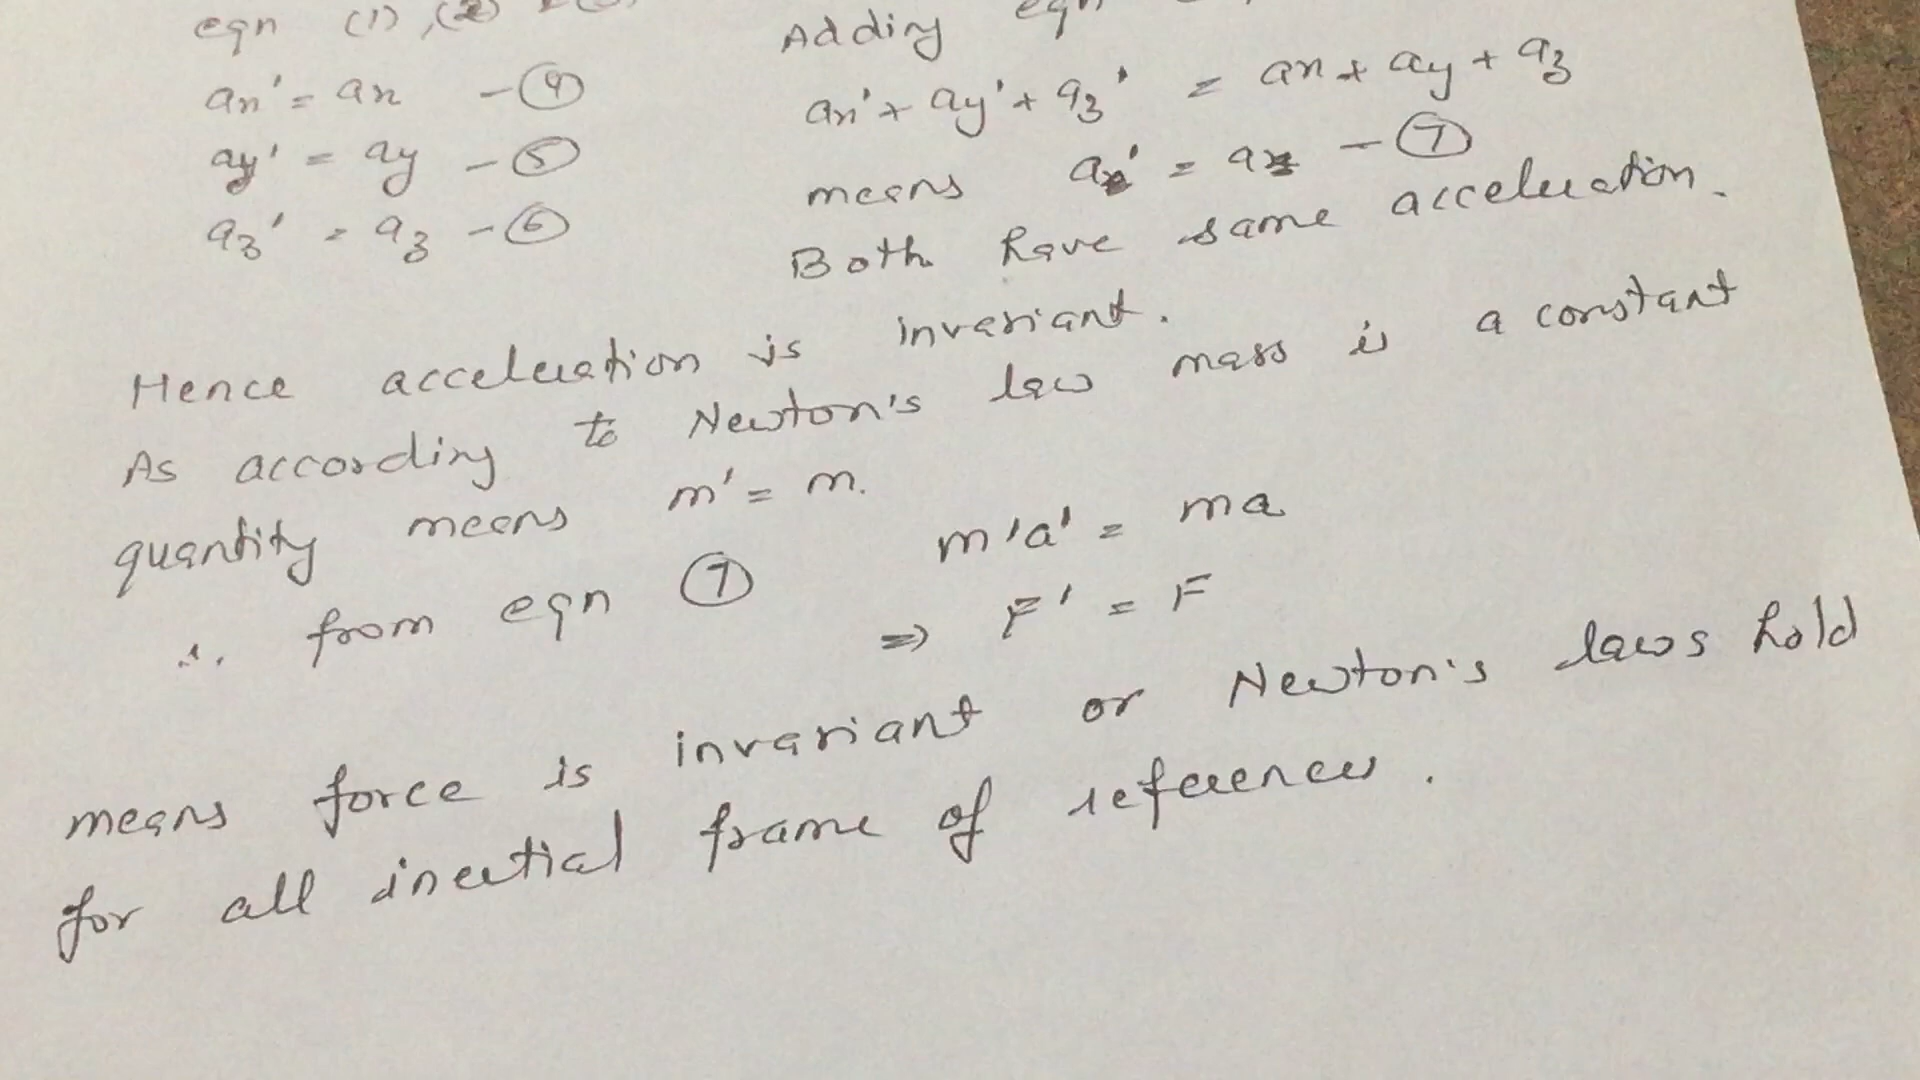 eqn (1), (2)
ax' = ax - (4)
ay' = ay - (5)
az' = az - (6)
Adding eqn
ax' + ay' + az' = ax + ay + az
means a' = a - (7)
Both have same acceleration.
Hence acceleration is invariant.
As according to Newton's law mass is a constant
quantity means m' = m.
∴ from eqn (7) m'a' = ma
⇒ F' = F
means force is invariant or Newton's laws hold
for all inertial frame of references.